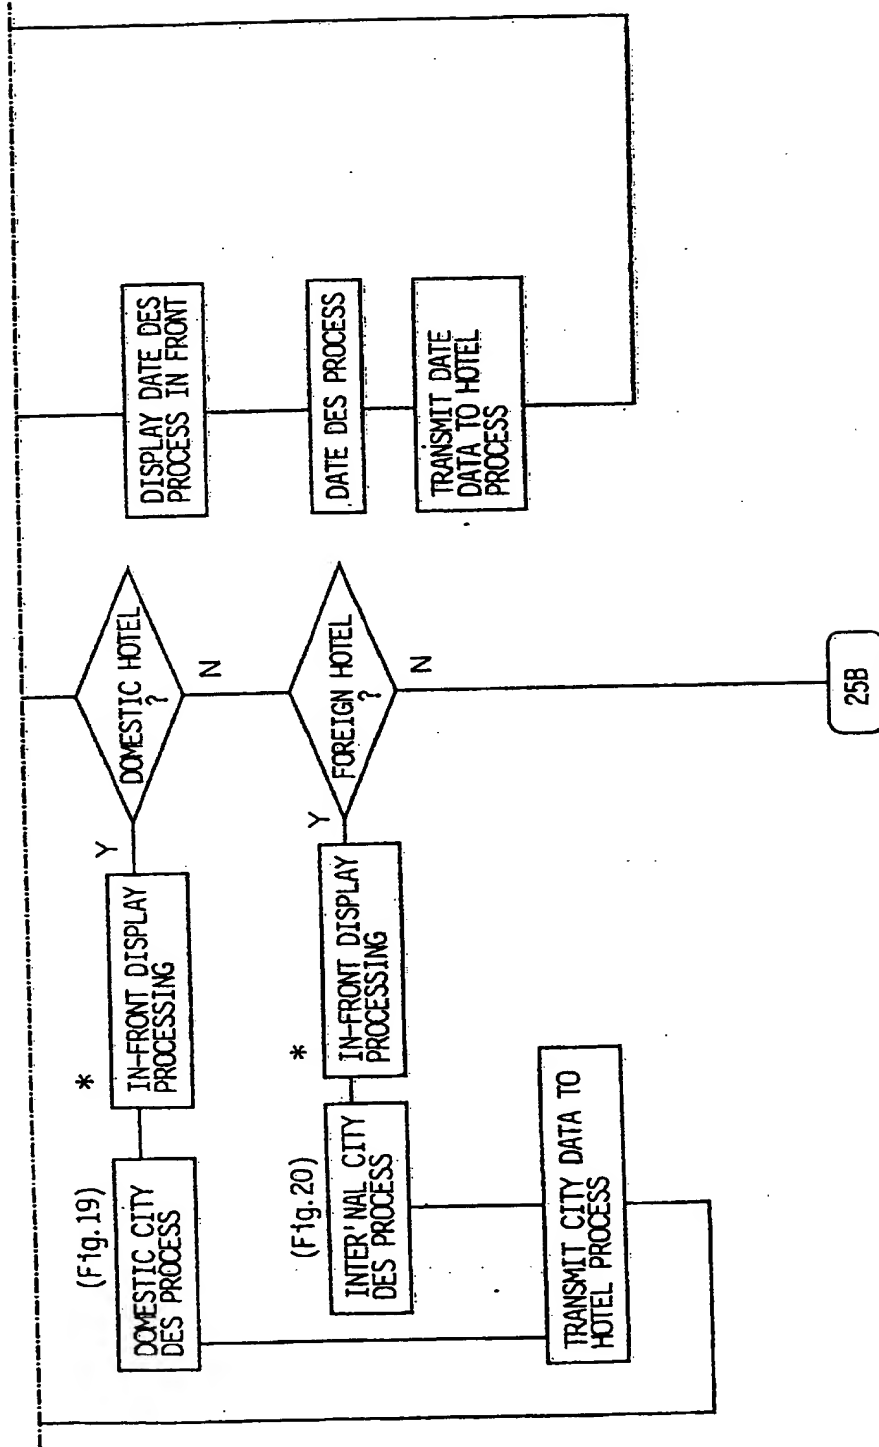 (Fig.19)
DOMESTIC CITY
DES PROCESS
*
IN-FRONT DISPLAY
PROCESSING
Y
DOMESTIC HOTEL
?
N
DISPLAY DATE DES
PROCESS IN FRONT
(Fig.20)
INTER'NAL CITY
DES PROCESS
*
IN-FRONT DISPLAY
PROCESSING
Y
FOREIGN HOTEL
?
N
DATE DES PROCESS
TRANSMIT DATE
DATA TO HOTEL
PROCESS
TRANSMIT CITY DATA TO
HOTEL PROCESS
25B